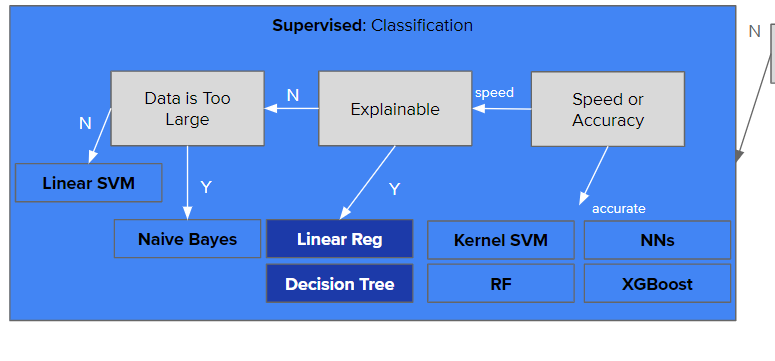 Supervised: Classification
N
Data is Too
Large
N
Explainable
speed
Speed or
Accuracy
N
Linear SVM
Y
Y
accurate
Naive Bayes
Linear Reg
Kernel SVM
NNs
Decision Tree
RF
XGBoost